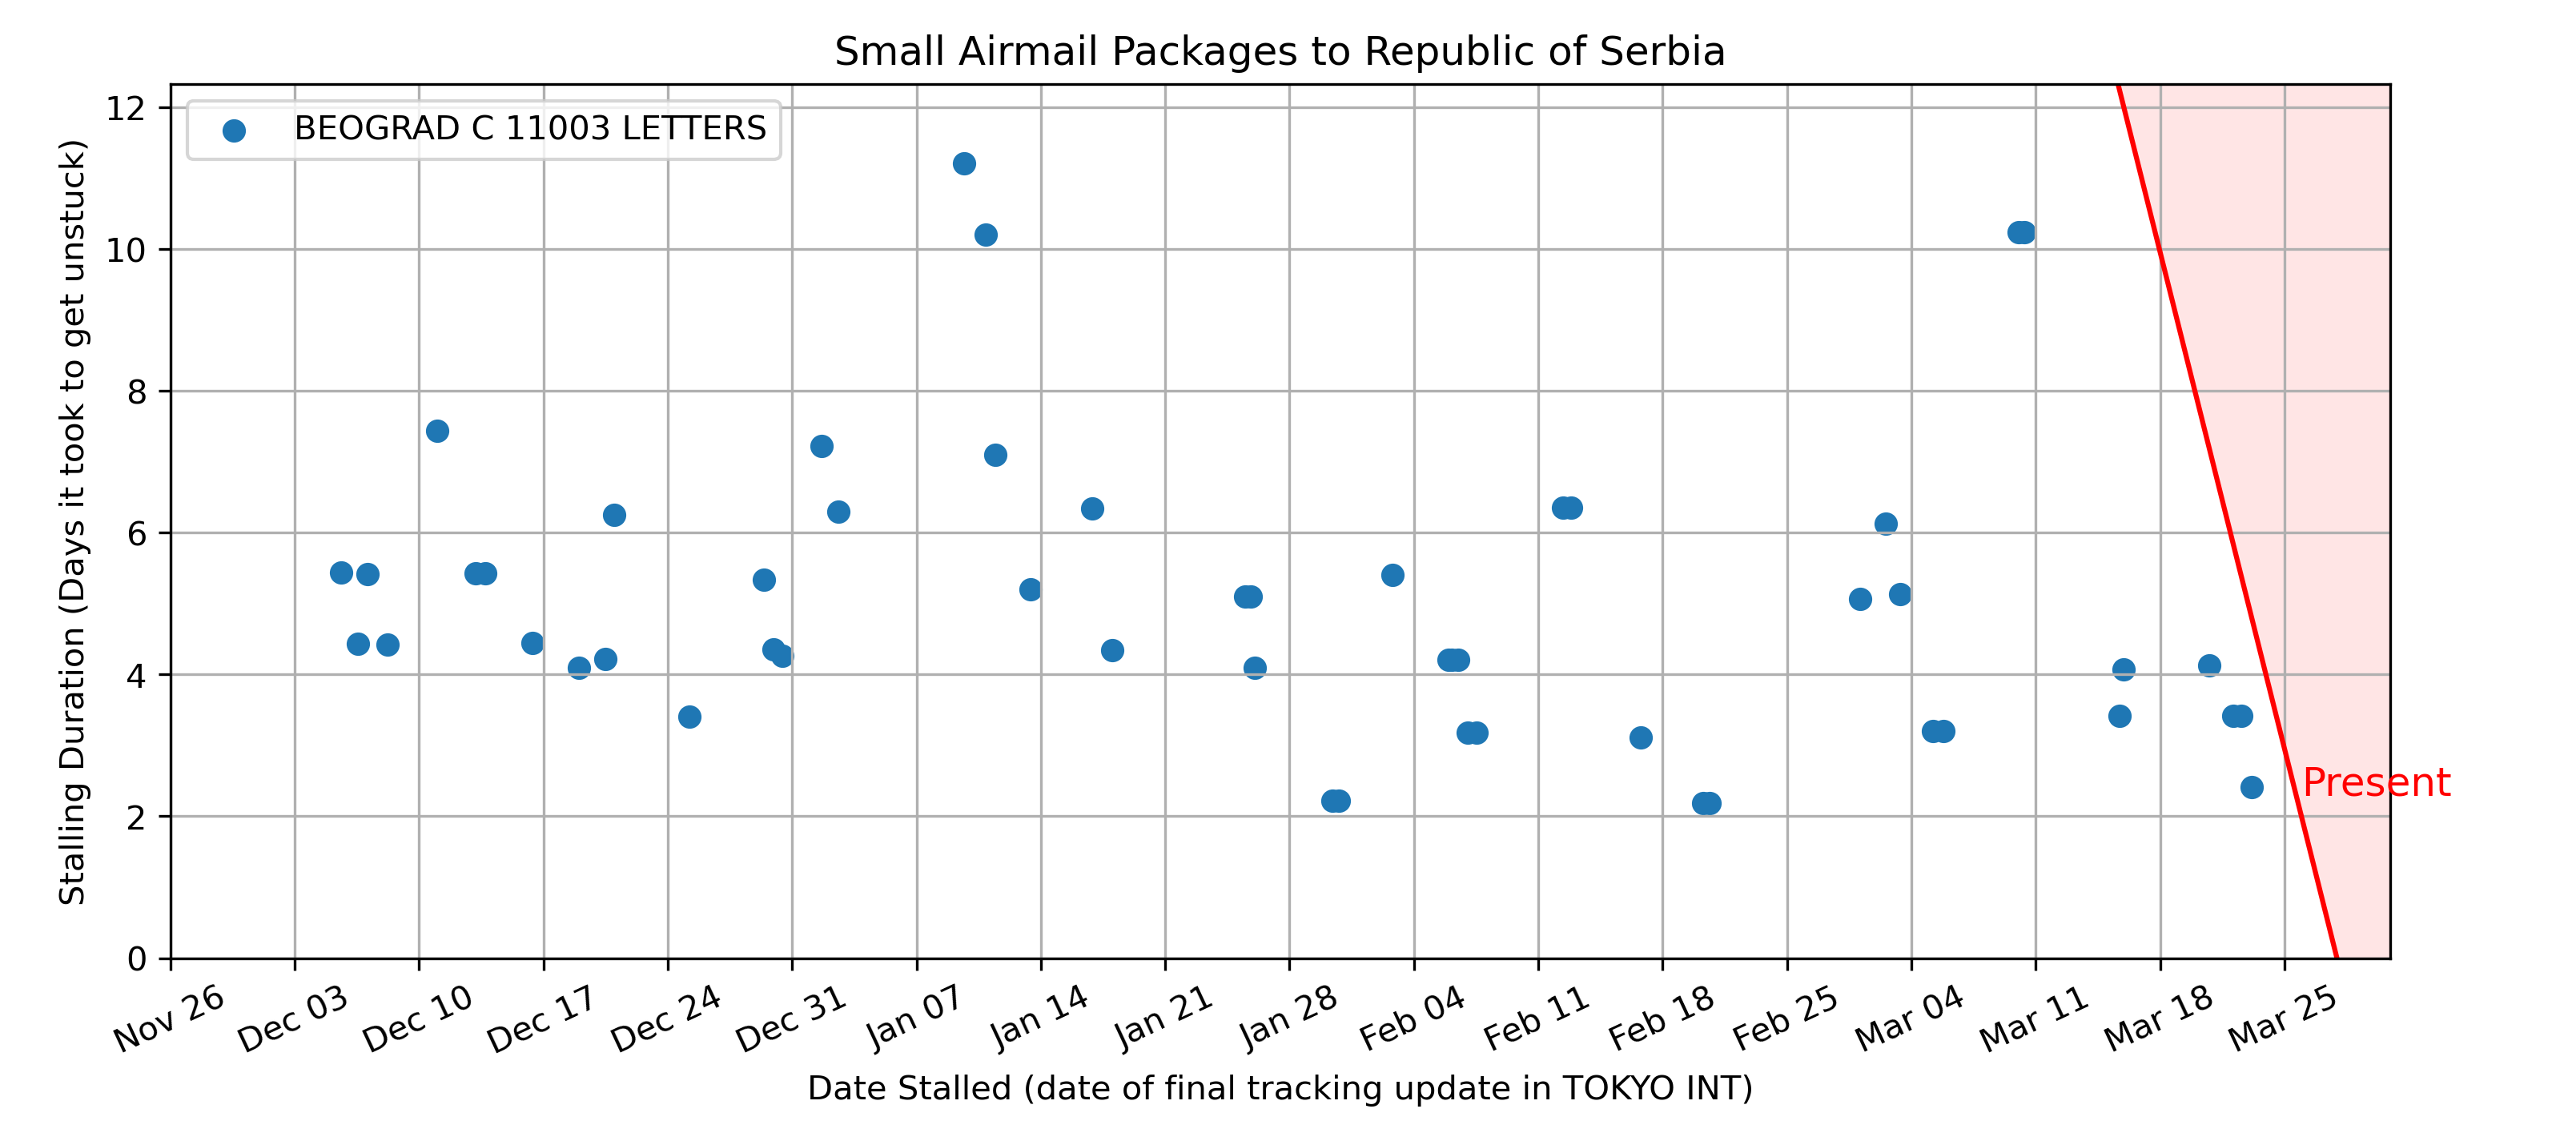 Small Airmail Packages to Republic of Serbia
BEOGRAD C 11003 LETTERS
Stalling Duration (Days it took to get unstuck)
12
10
8
6
4
2
0
Present
Nov 26 Dec 03 Dec 10 Dec 17 Dec 24 Dec 31 Jan 07 Jan 14 Jan 21 Jan 28 Feb 04 Feb 11 Feb 18 Feb 25 Mar 04 Mar 11 Mar 18 Mar 25
Date Stalled (date of final tracking update in TOKYO INT)